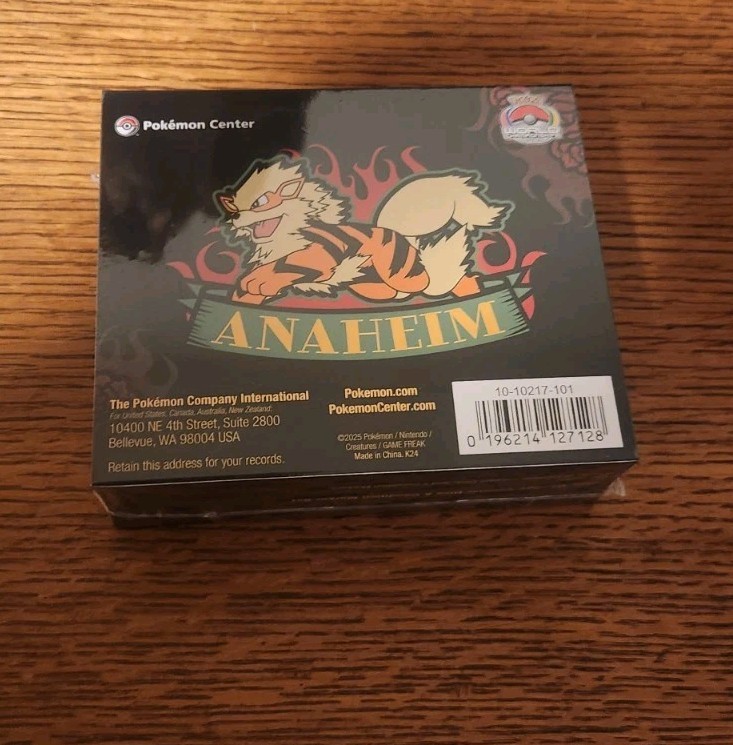 Pokémon Center
WORLD
ANAHEIM
The Pokémon Company International
For United States, Canada, Australia, New Zealand:
10400 NE 4th Street, Suite 2800
Bellevue, WA 98004 USA
Retain this address for your records.
Pokemon.com
PokemonCenter.com
©2025 Pokémon / Nintendo /
Creatures / GAME FREAK
Made in China. K24
10-10217-101
0 196214 127128